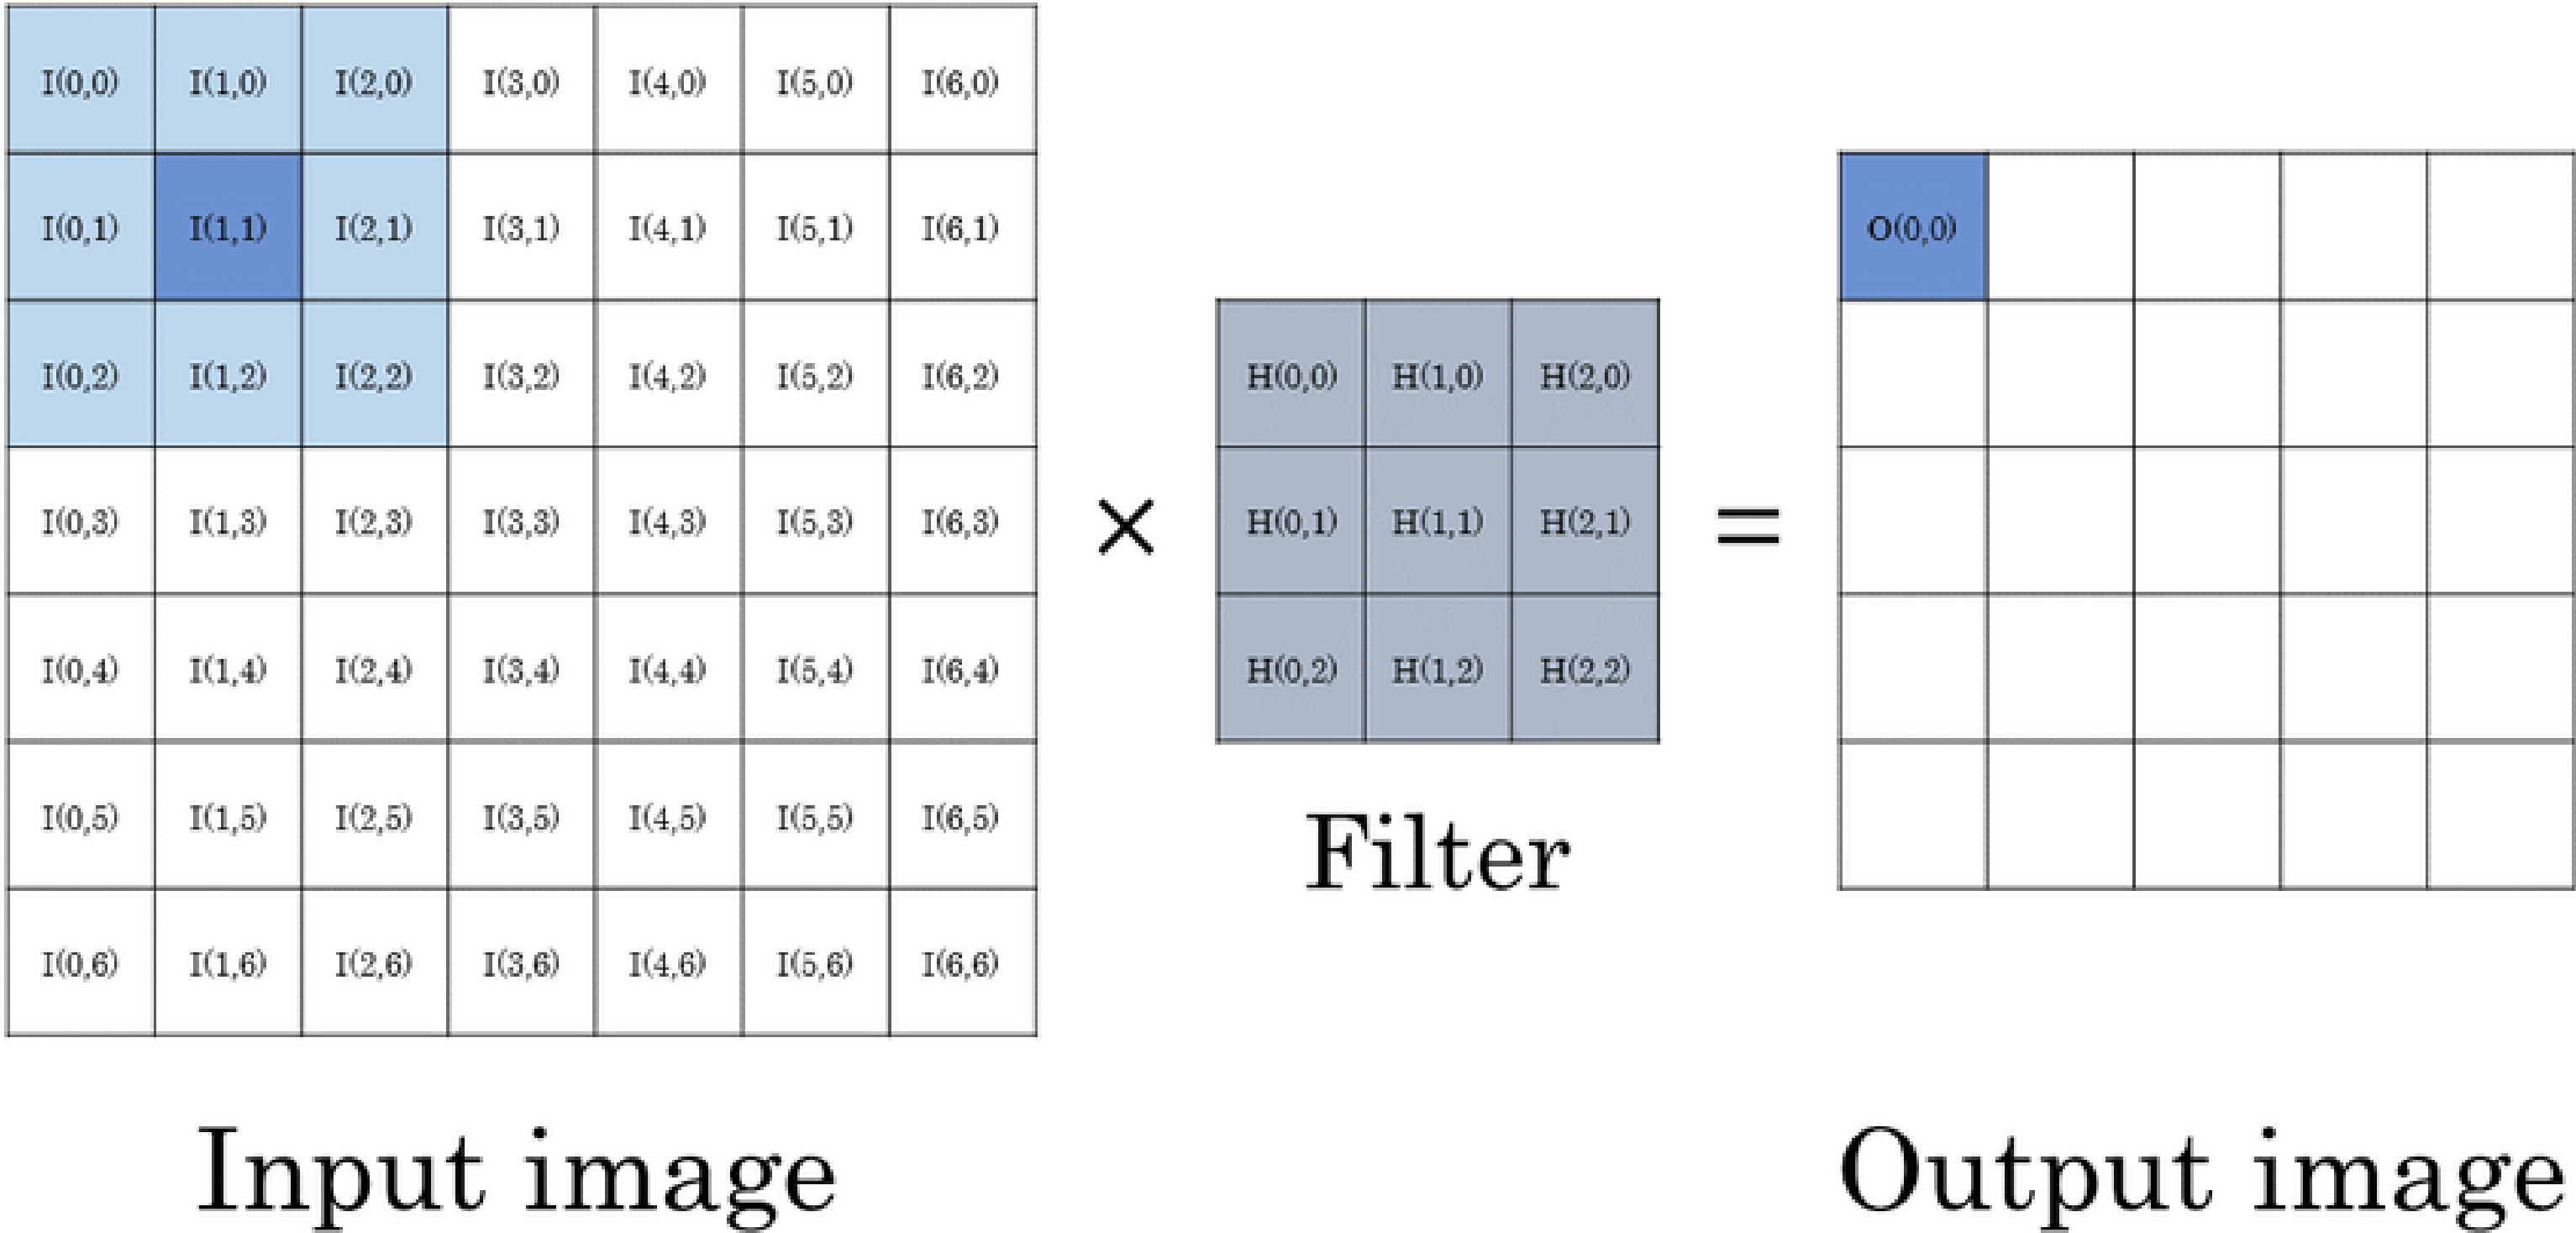 I(0,0) I(1,0) I(2,0) I(3,0) I(4,0) I(5,0) I(6,0)
I(0,1) I(1,1) I(2,1) I(3,1) I(4,1) I(5,1) I(6,1)
I(0,2) I(1,2) I(2,2) I(3,2) I(4,2) I(5,2) I(6,2)
I(0,3) I(1,3) I(2,3) I(3,3) I(4,3) I(5,3) I(6,3)
I(0,4) I(1,4) I(2,4) I(3,4) I(4,4) I(5,4) I(6,4)
I(0,5) I(1,5) I(2,5) I(3,5) I(4,5) I(5,5) I(6,5)
I(0,6) I(1,6) I(2,6) I(3,6) I(4,6) I(5,6) I(6,6)
Input image
×
H(0,0) H(1,0) H(2,0)
H(0,1) H(1,1) H(2,1)
H(0,2) H(1,2) H(2,2)
Filter
=
O(0,0)
Output image